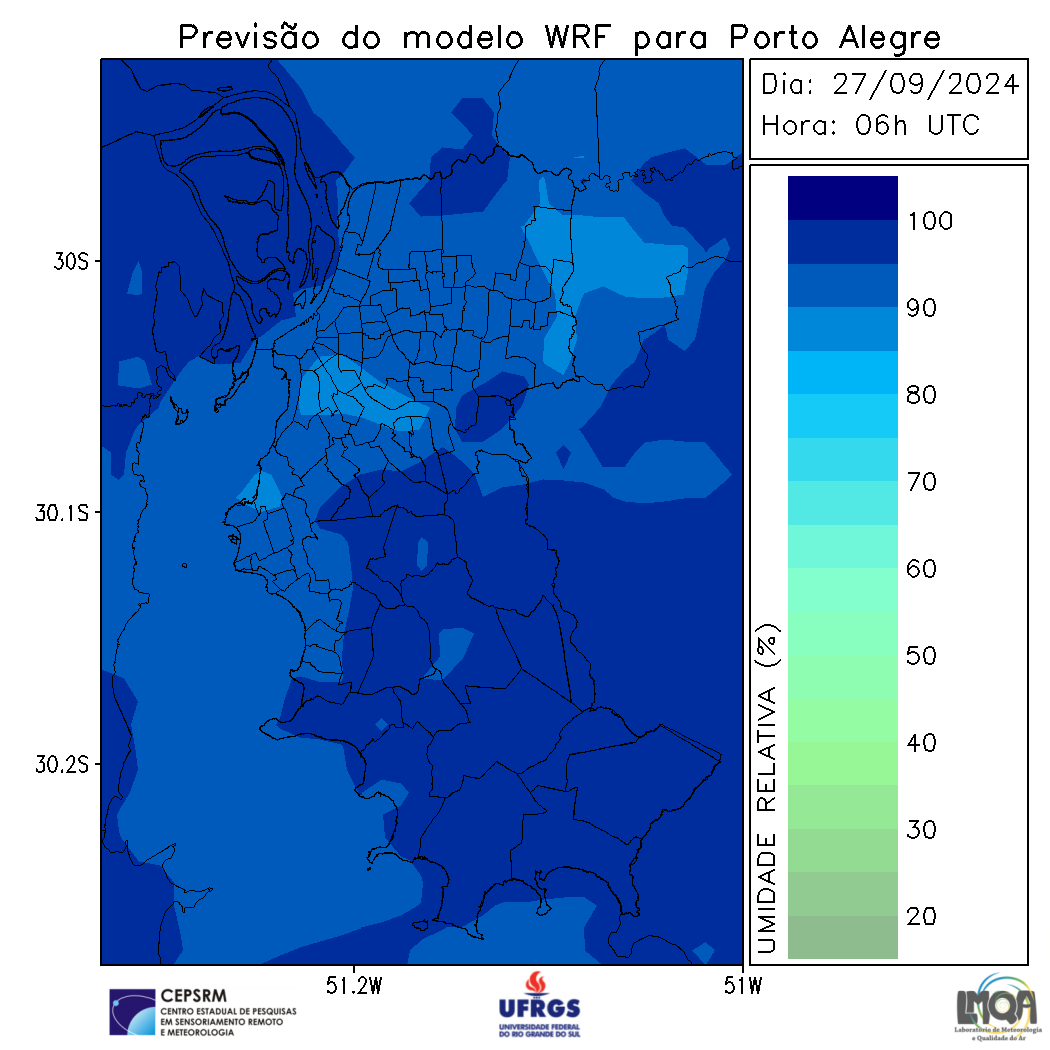 Previsão do modelo WRF para Porto Alegre
Dia: 27/09/2024
Hora: 06h UTC
30S
30.1S
30.2S
51.2W
51W
UMIDADE RELATIVA (%)
100
90
80
70
60
50
40
30
20
CEPSRM
CENTRO ESTADUAL DE PESQUISAS
EM SENSORIAMENTO REMOTO
E METEOROLOGIA
UFRGS
UNIVERSIDADE FEDERAL
DO RIO GRANDE DO SUL
LMQA
Laboratório de Meteorologia
e Qualidade do Ar